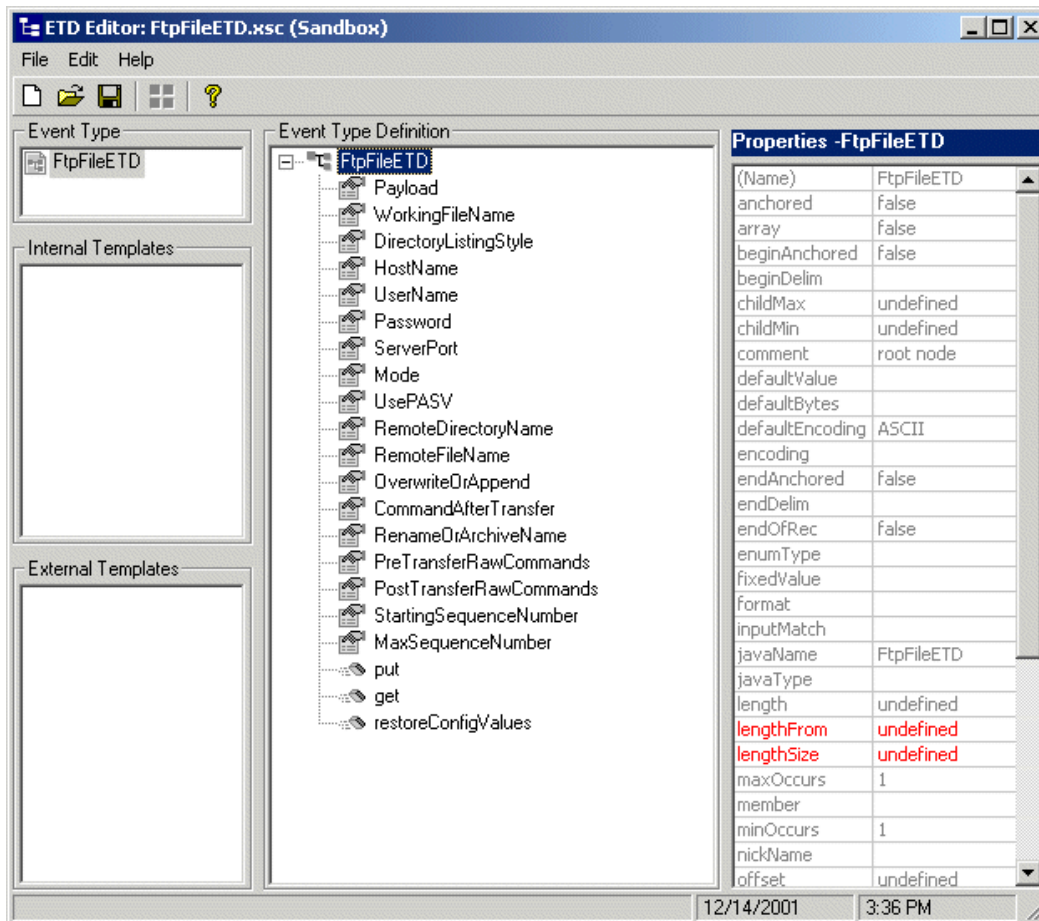 ETD Editor: FtpFileETD.xsc (Sandbox)
File Edit Help
Event Type
FtpFileETD
Internal Templates
External Templates
Event Type Definition
FtpFileETD
Payload
WorkingFileName
DirectoryListingStyle
HostName
UserName
Password
ServerPort
Mode
UsePASV
RemoteDirectoryName
RemoteFileName
OverwriteOrAppend
CommandAfterTransfer
RenameOrArchiveName
PreTransferRawCommands
PostTransferRawCommands
StartingSequenceNumber
MaxSequenceNumber
put
get
restoreConfigValues
Properties -FtpFileETD
(Name) FtpFileETD
anchored false
array false
beginAnchored false
beginDelim
childMax undefined
childMin undefined
comment root node
defaultValue
defaultBytes
defaultEncoding ASCII
encoding
endAnchored false
endDelim
endOfRec false
enumType
fixedValue
format
inputMatch
javaName FtpFileETD
javaType
length undefined
lengthFrom undefined
lengthSize undefined
maxOccurs 1
member
minOccurs 1
nickName
offset undefined
12/14/2001 3:36 PM